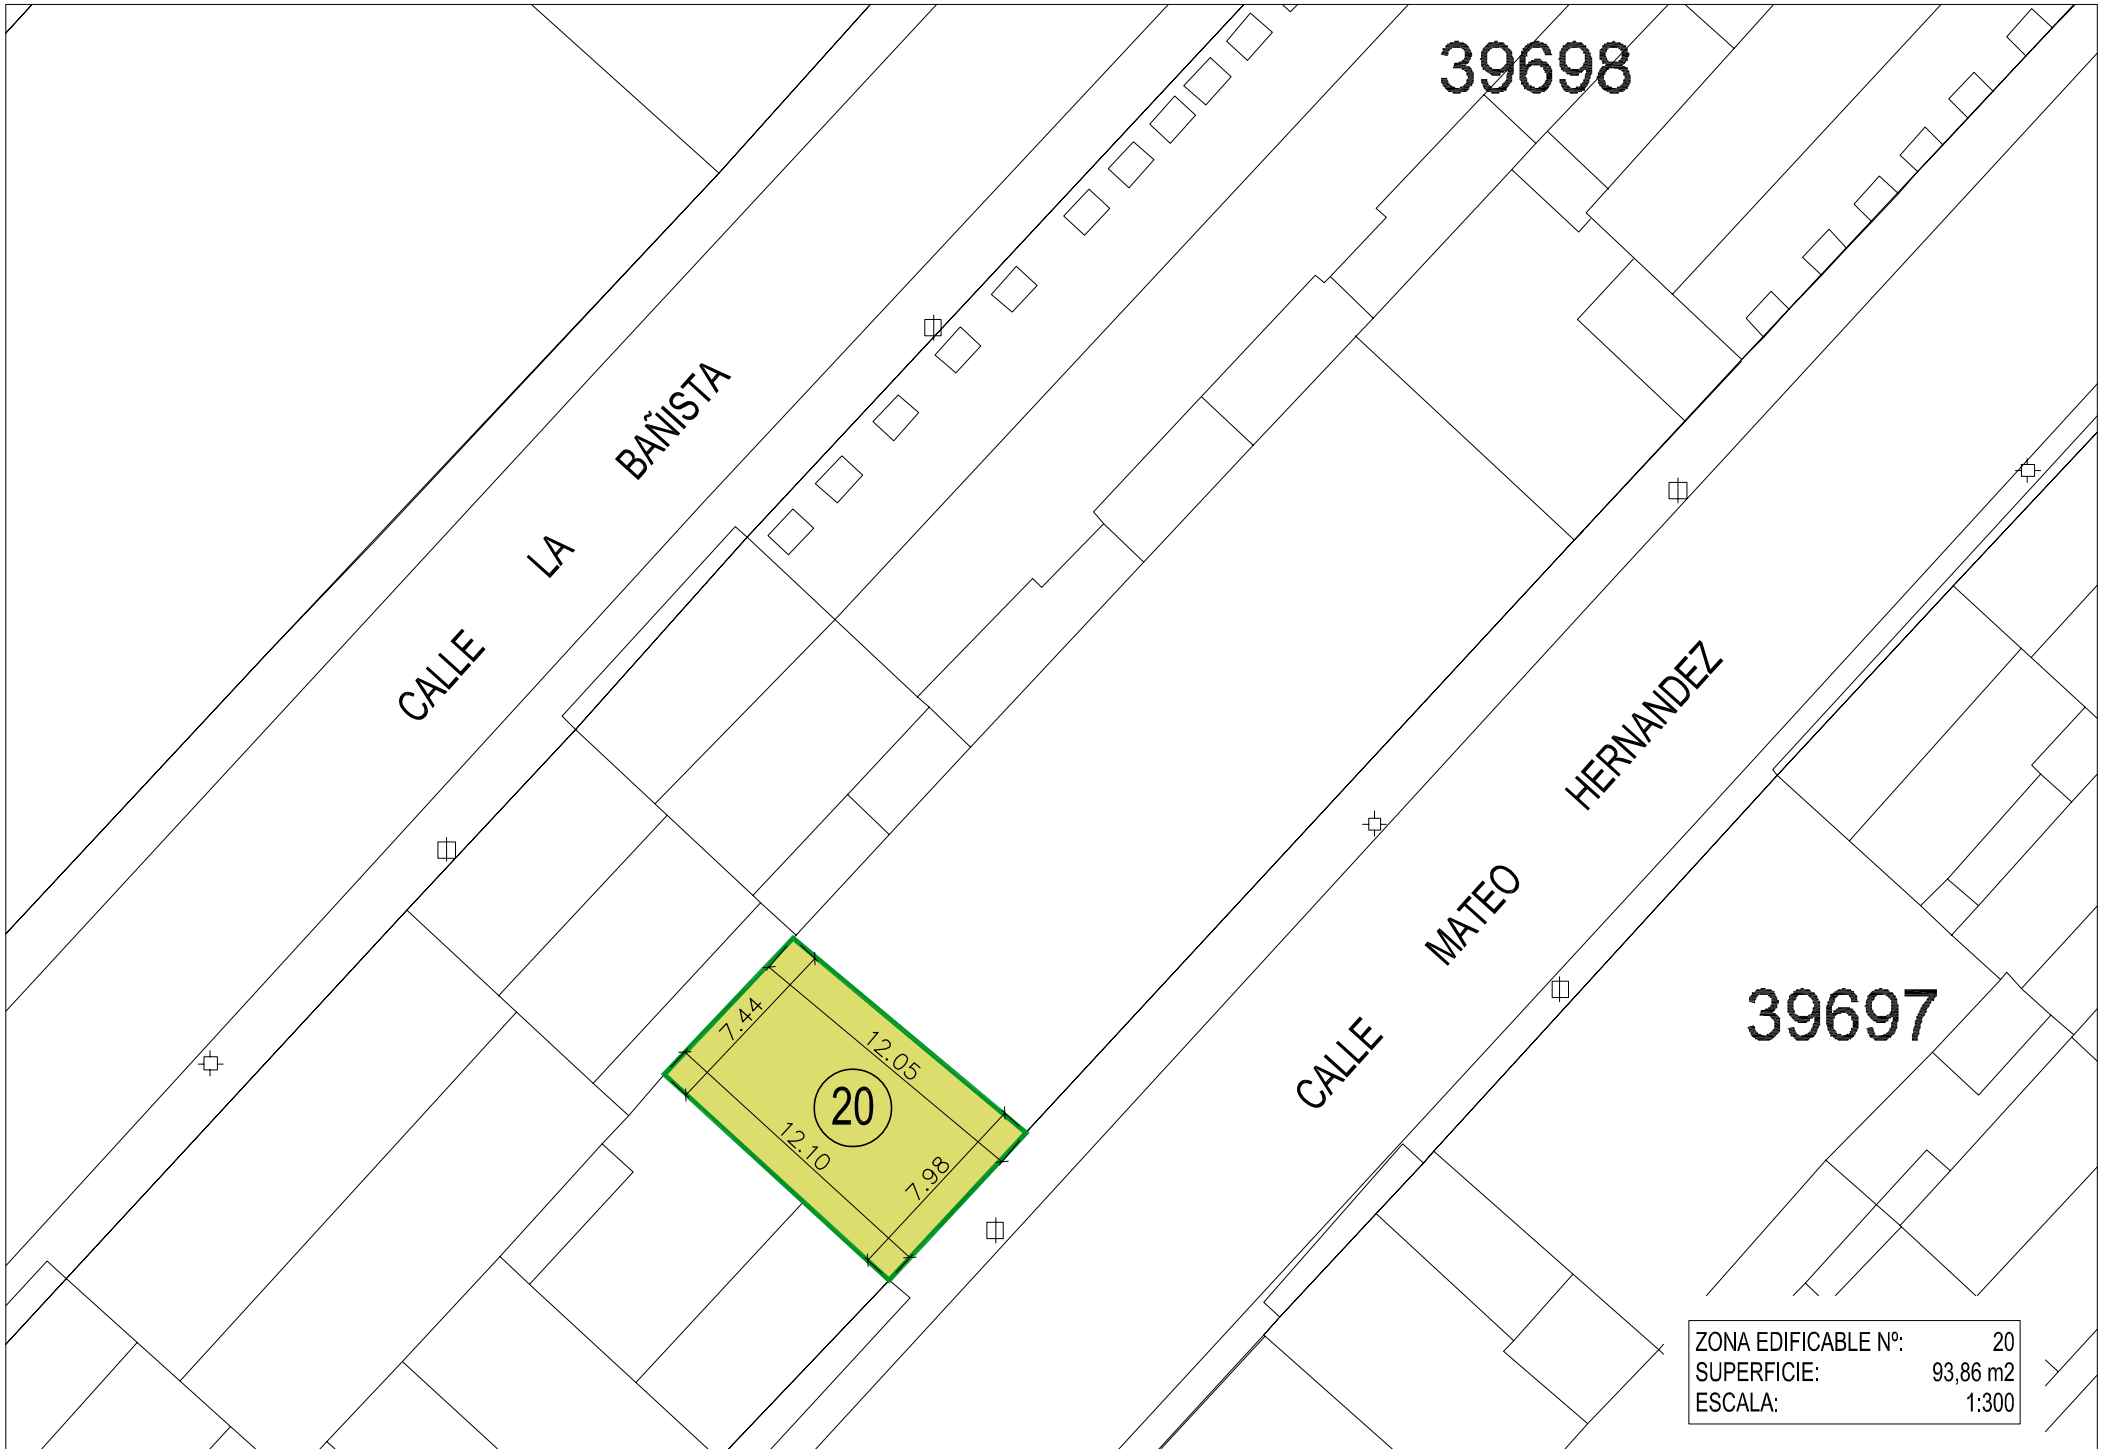 39698
CALLE LA BAÑISTA
CALLE MATEO HERNANDEZ
39697
7.44
12.05
20
12.10
7.98
ZONA EDIFICABLE Nº: 20
SUPERFICIE: 93,86 m2
ESCALA: 1:300